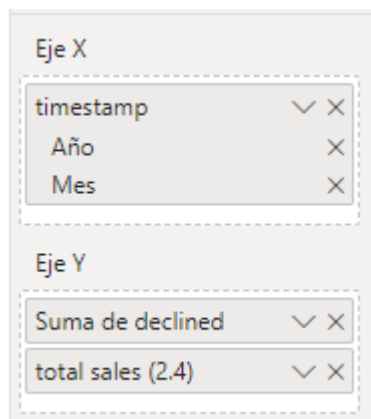 Eje X
timestamp
Año
Mes
Eje Y
Suma de declined
total sales (2.4)